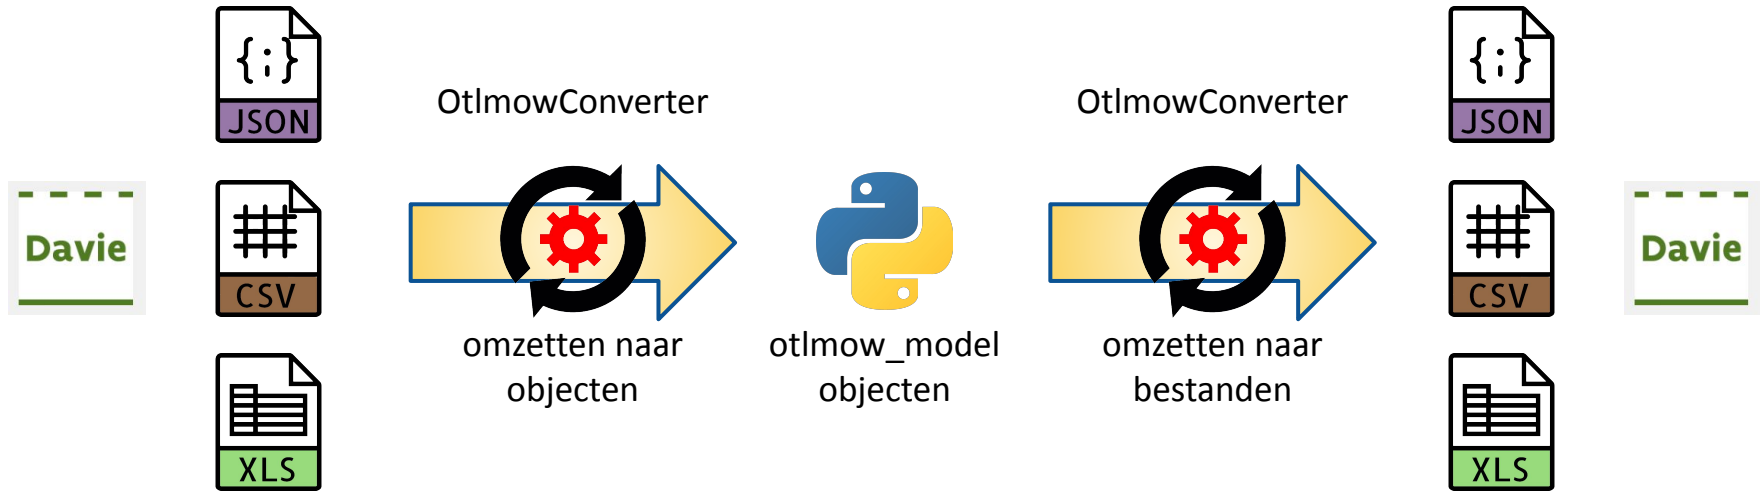 Davie
{;}
JSON
CSV
XLS
OtlmowConverter
omzetten naar
objecten
otlmow_model
objecten
OtlmowConverter
omzetten naar
bestanden
{;}
JSON
CSV
XLS
Davie